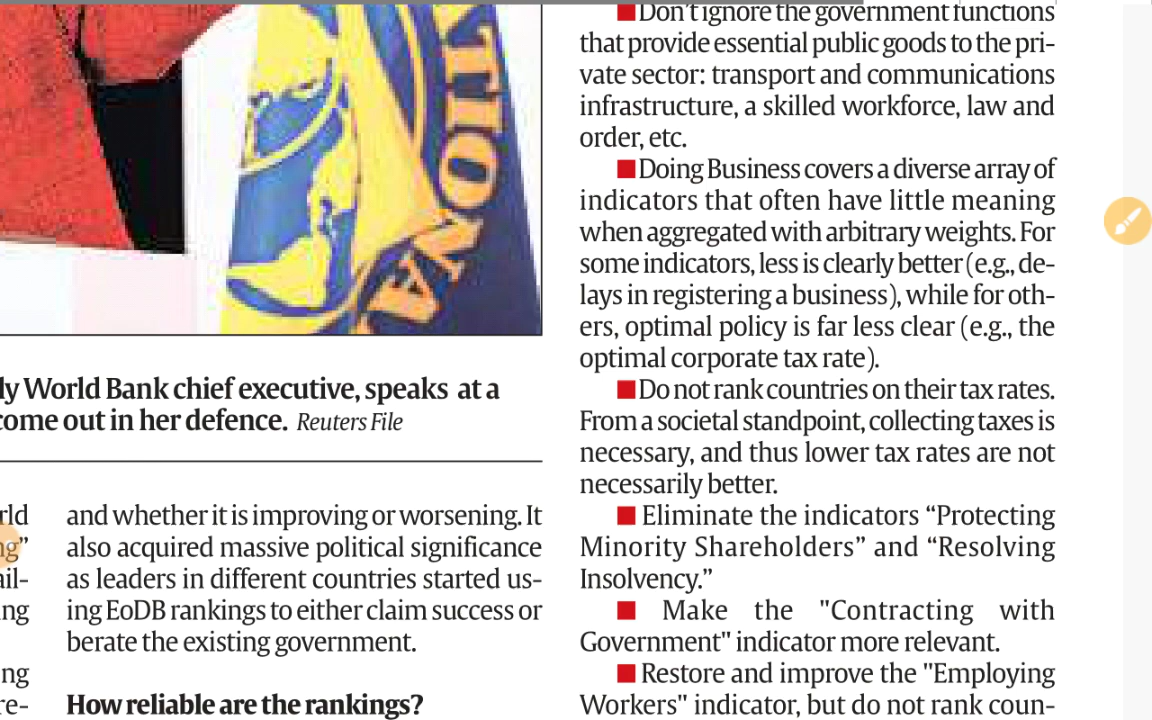 ATIO
VA
ly World Bank chief executive, speaks at a
come out in her defence. Reuters File
rld
ng”
ail-
ng
ng
re-
and whether it is improving or worsening. It
also acquired massive political significance
as leaders in different countries started us-
ing EoDB rankings to either claim success or
berate the existing government.
How reliable are the rankings?
■ Don’t ignore the government functions
that provide essential public goods to the pri-
vate sector: transport and communications
infrastructure, a skilled workforce, law and
order, etc.
■ Doing Business covers a diverse array of
indicators that often have little meaning
when aggregated with arbitrary weights. For
some indicators, less is clearly better (e.g., de-
lays in registering a business), while for oth-
ers, optimal policy is far less clear (e.g., the
optimal corporate tax rate).
■ Do not rank countries on their tax rates.
From a societal standpoint, collecting taxes is
necessary, and thus lower tax rates are not
necessarily better.
■ Eliminate the indicators “Protecting
Minority Shareholders” and “Resolving
Insolvency.”
■ Make the "Contracting with
Government" indicator more relevant.
■ Restore and improve the "Employing
Workers" indicator, but do not rank coun-